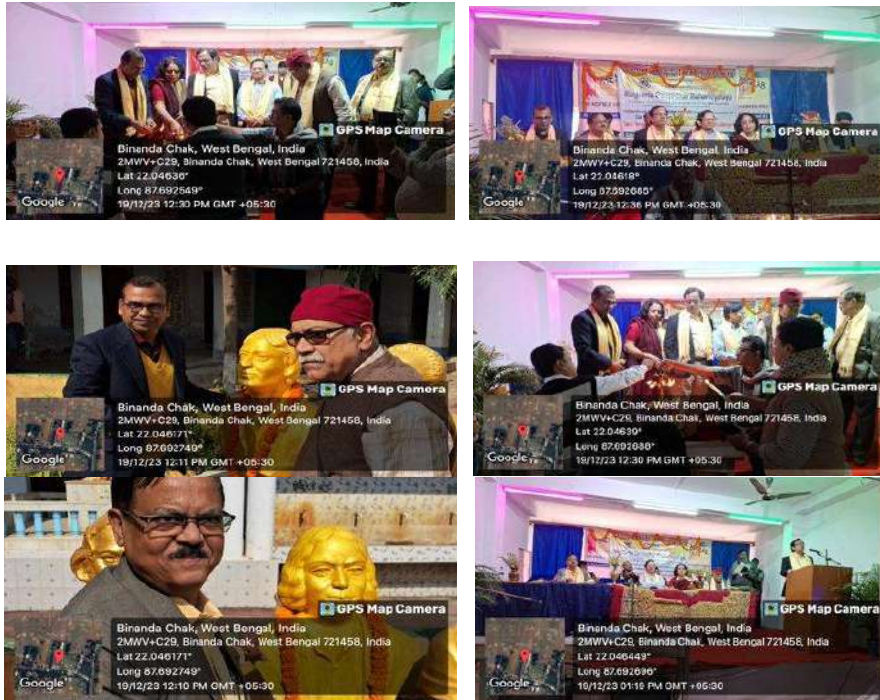 GPS Map Camera
Binanda Chak, West Bengal, India
2MWV+C29, Binanda Chak, West Bengal 721458, India
Lat 22.04636°
Long 87.692549°
19/12/23 12:30 PM GMT +05:30
Google
GPS Map Camera
Binanda Chak, West Bengal, India
2MWV+C29, Binanda Chak, West Bengal 721458, India
Lat 22.04618°
Long 87.692685°
19/12/23 12:36 PM GMT +05:30
Google
GPS Map Camera
Binanda Chak, West Bengal, India
2MWV+C29, Binanda Chak, West Bengal 721458, India
Lat 22.046171°
Long 87.692749°
19/12/23 12:11 PM GMT +05:30
Google
GPS Map Camera
Binanda Chak, West Bengal, India
2MWV+C29, Binanda Chak, West Bengal 721458, India
Lat 22.04639°
Long 87.692688°
19/12/23 12:30 PM GMT +05:30
Google
GPS Map Camera
Binanda Chak, West Bengal, India
2MWV+C29, Binanda Chak, West Bengal 721458, India
Lat 22.046171°
Long 87.692749°
19/12/23 12:10 PM GMT +05:30
Google
GPS Map Camera
Binanda Chak, West Bengal, India
2MWV+C29, Binanda Chak, West Bengal 721458, India
Lat 22.046449°
Long 87.692696°
19/12/23 01:19 PM GMT +05:30
Google